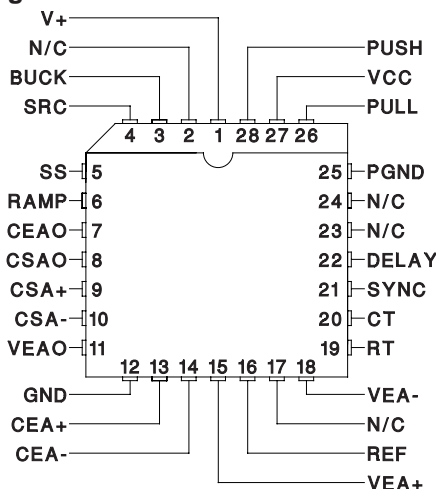 V+
N/C PUSH
BUCK VCC
SRC PULL
4 3 2 1 28 27 26
SS 5 25 PGND
RAMP 6 24 N/C
CEAO 7 23 N/C
CSAO 8 22 DELAY
CSA+ 9 21 SYNC
CSA- 10 20 CT
VEAO 11 19 RT
12 13 14 15 16 17 18
GND VEA-
CEA+ N/C
CEA- REF
VEA+